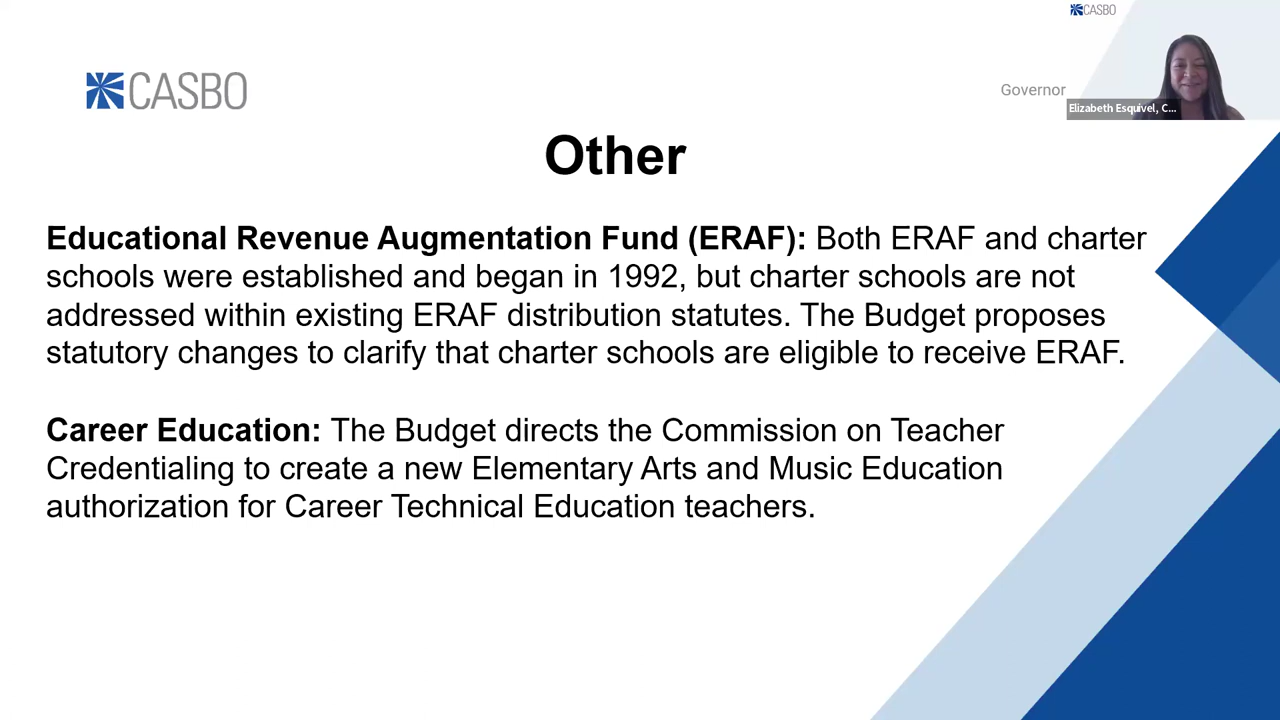 CASBO
CASBO
Governor
Elizabeth Esquivel, C...
Other
Educational Revenue Augmentation Fund (ERAF): Both ERAF and charter
schools were established and began in 1992, but charter schools are not
addressed within existing ERAF distribution statutes. The Budget proposes
statutory changes to clarify that charter schools are eligible to receive ERAF.
Career Education: The Budget directs the Commission on Teacher
Credentialing to create a new Elementary Arts and Music Education
authorization for Career Technical Education teachers.